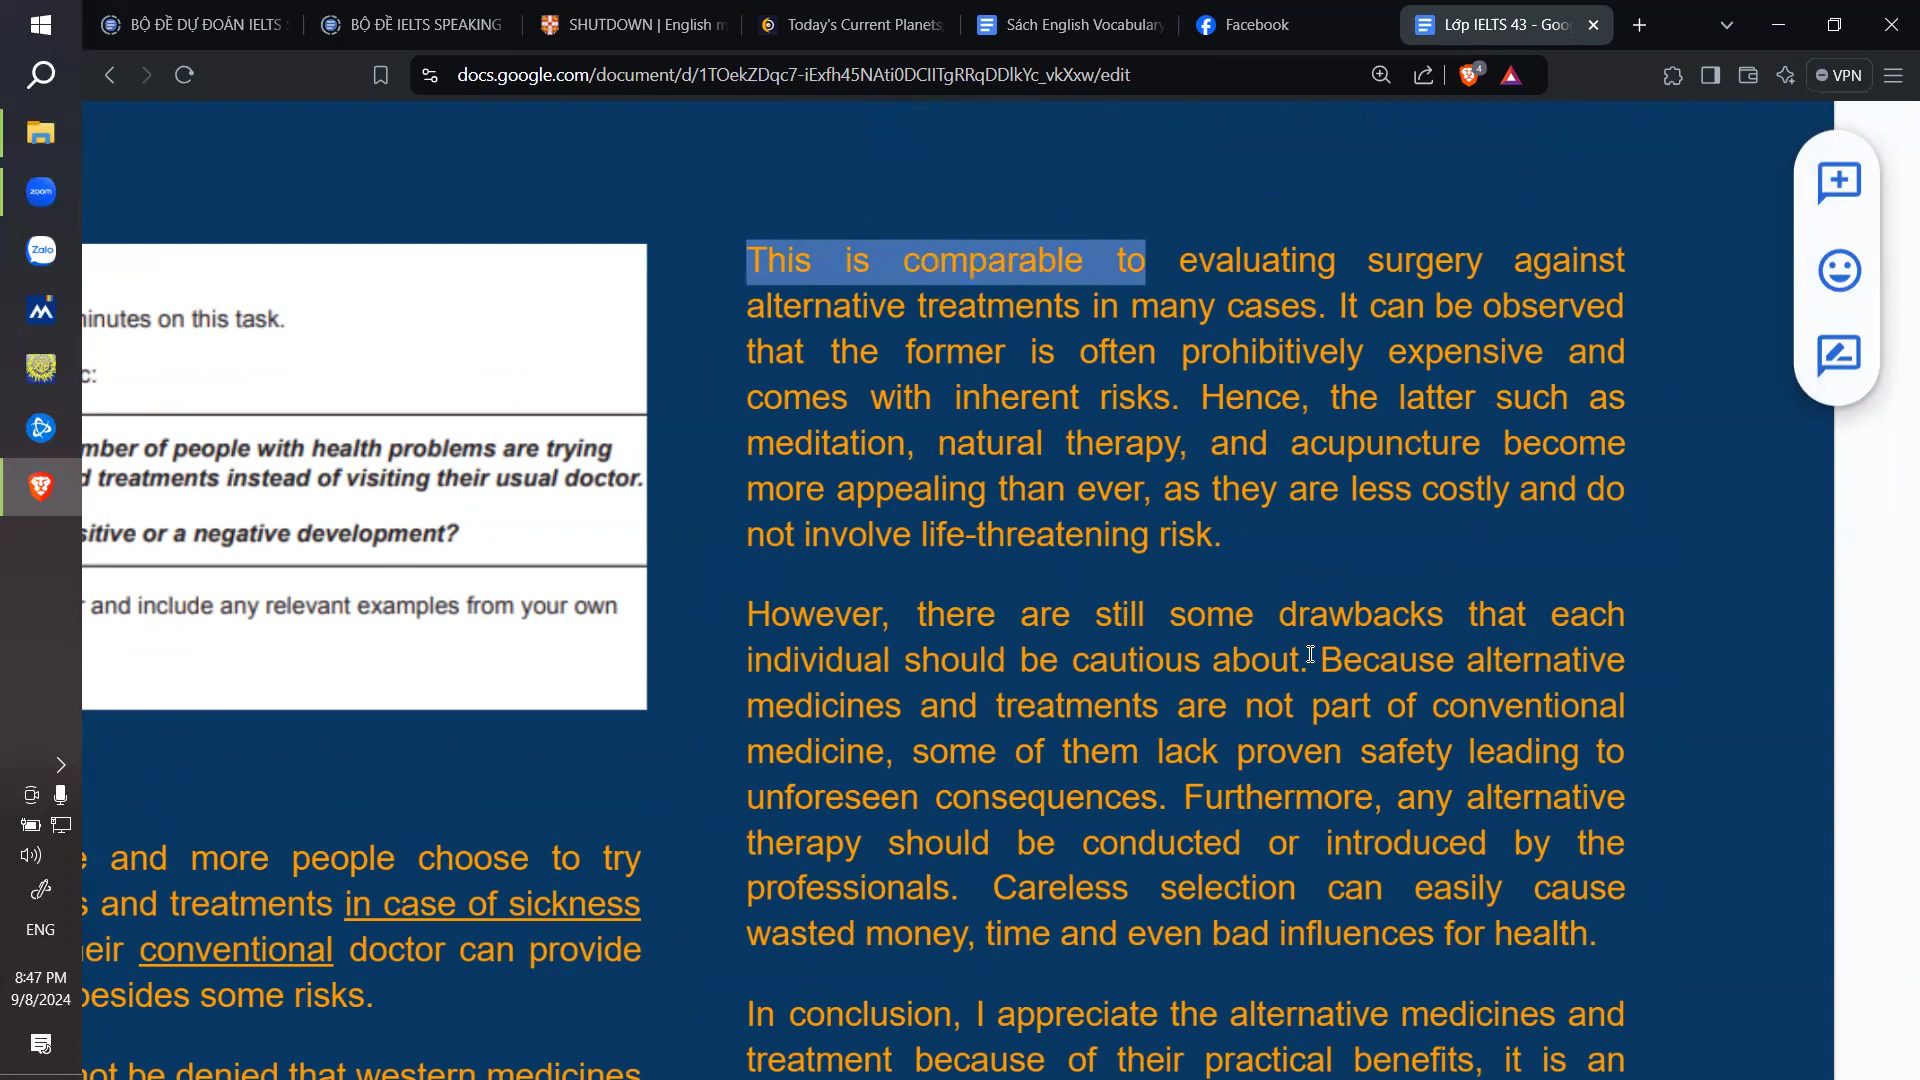 BỘ ĐỀ DỰ ĐOÁN IELTS
BỘ ĐỀ IELTS SPEAKING
SHUTDOWN | English m
Today's Current Planets
Sách English Vocabulary
Facebook
Lớp IELTS 43 - Goo
docs.google.com/document/d/1TOekZDqc7-iExfh45NAti0DCIITgRRqDDlkYc_vkXxw/edit
4
VPN
zoom
Zalo
ENG
8:47 PM
9/8/2024
inutes on this task.
c:
mber of people with health problems are trying
d treatments instead of visiting their usual doctor.
sitive or a negative development?
r and include any relevant examples from your own
e and more people choose to try
s and treatments in case of sickness
eir conventional doctor can provide
besides some risks.
ot be denied that western medicines
This is comparable to evaluating surgery against
alternative treatments in many cases. It can be observed
that the former is often prohibitively expensive and
comes with inherent risks. Hence, the latter such as
meditation, natural therapy, and acupuncture become
more appealing than ever, as they are less costly and do
not involve life-threatening risk.
However, there are still some drawbacks that each
individual should be cautious about. Because alternative
medicines and treatments are not part of conventional
medicine, some of them lack proven safety leading to
unforeseen consequences. Furthermore, any alternative
therapy should be conducted or introduced by the
professionals. Careless selection can easily cause
wasted money, time and even bad influences for health.
In conclusion, I appreciate the alternative medicines and
treatment because of their practical benefits, it is an